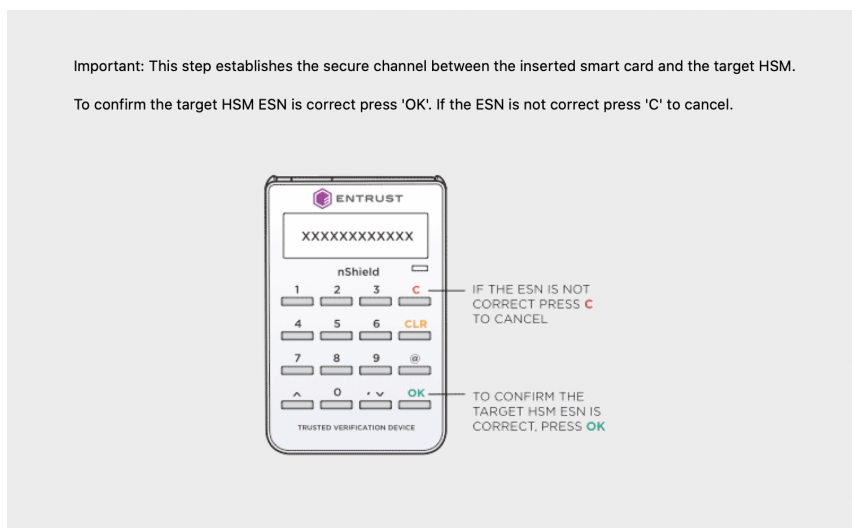 Important: This step establishes the secure channel between the inserted smart card and the target HSM.
To confirm the target HSM ESN is correct press 'OK'. If the ESN is not correct press 'C' to cancel.
ENTRUST
XXXXXXXXXXXX
nShield
1 2 3 C
4 5 6 CLR
7 8 9 @
0 OK
TRUSTED VERIFICATION DEVICE
IF THE ESN IS NOT
CORRECT PRESS C
TO CANCEL
TO CONFIRM THE
TARGET HSM ESN IS
CORRECT, PRESS OK